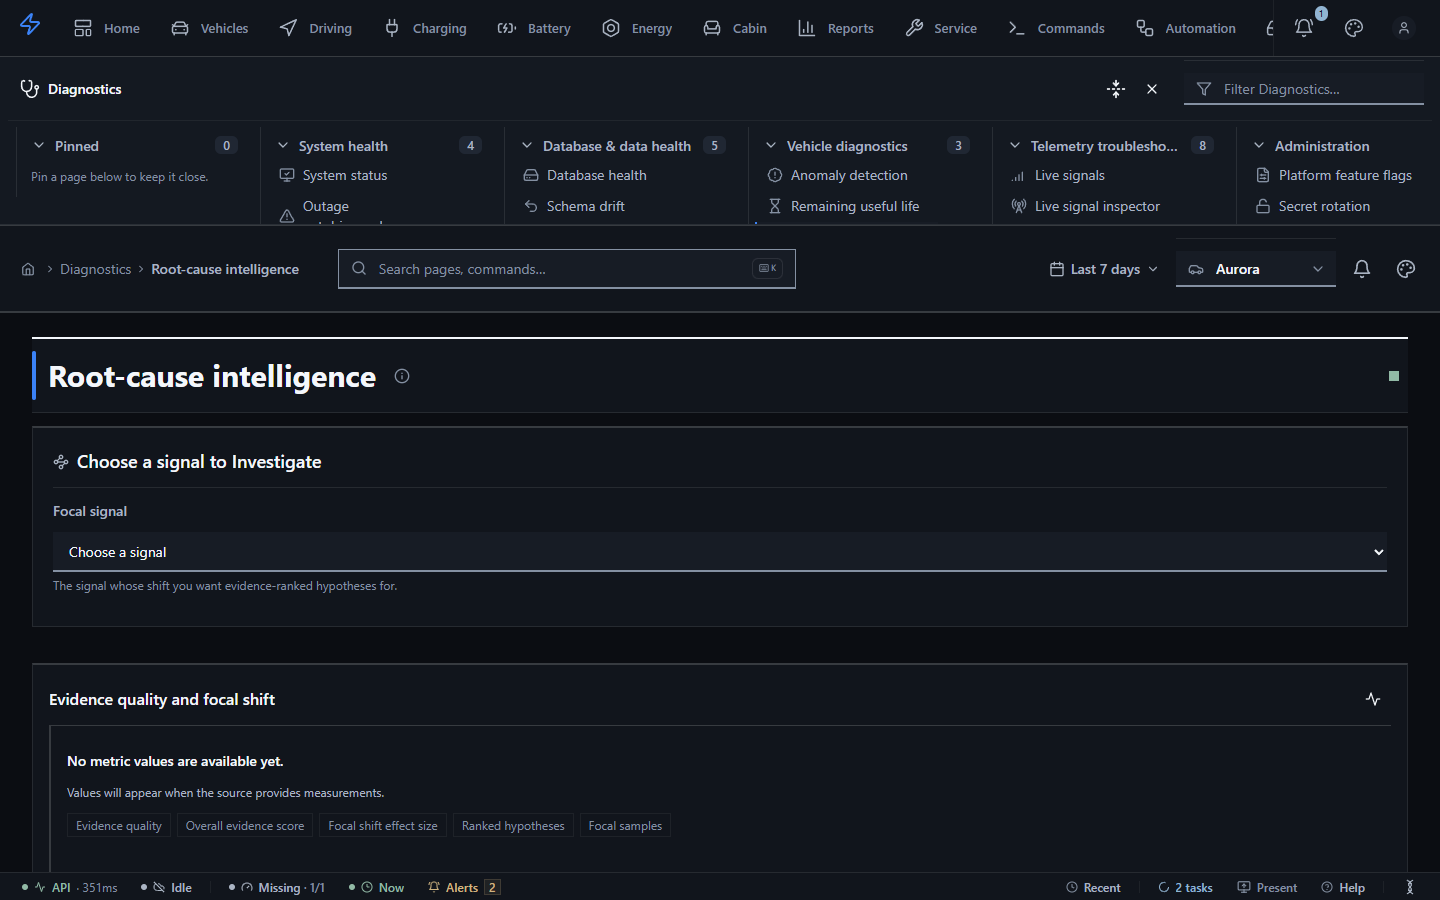 Home Vehicles Driving Charging Battery Energy Cabin Reports Service Commands Automation 1
Diagnostics Filter Diagnostics...
Pinned 0 System health 4 Database & data health 5 Vehicle diagnostics 3 Telemetry troublesho... 8 Administration
Pin a page below to keep it close. System status Database health Anomaly detection Live signals Platform feature flags
Outage Schema drift Remaining useful life Live signal inspector Secret rotation
Diagnostics Root-cause intelligence Search pages, commands... K Last 7 days Aurora
Root-cause intelligence
Choose a signal to Investigate
Focal signal
Choose a signal
The signal whose shift you want evidence-ranked hypotheses for.
Evidence quality and focal shift
No metric values are available yet.
Values will appear when the source provides measurements.
Evidence quality Overall evidence score Focal shift effect size Ranked hypotheses Focal samples
API · 351ms Idle Missing · 1/1 Now Alerts 2 Recent 2 tasks Present Help